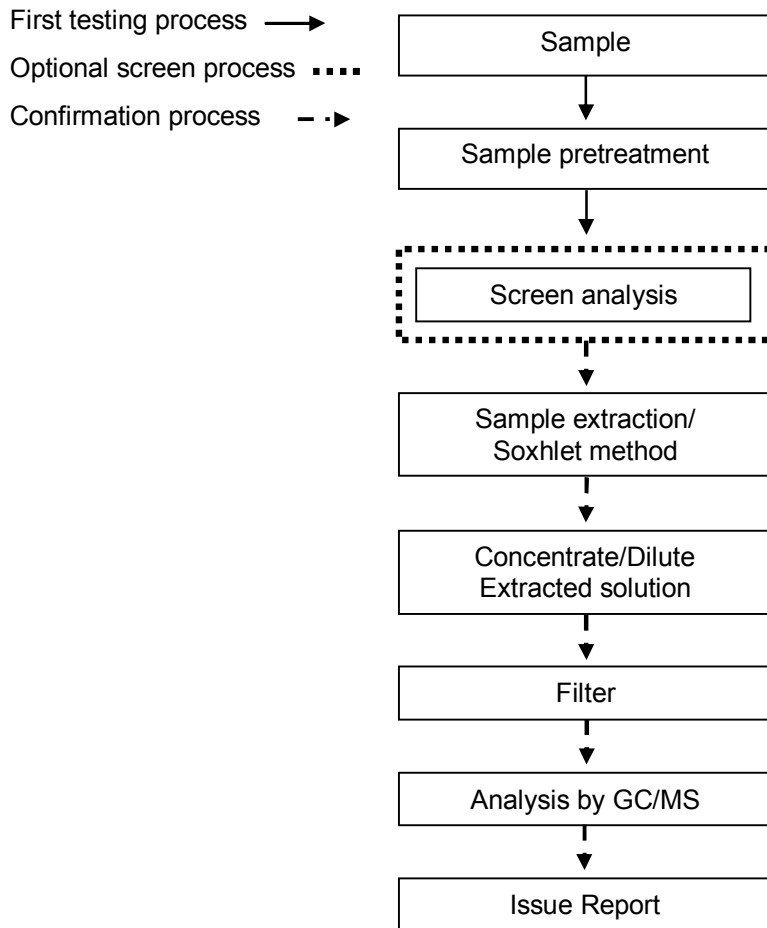 First testing process
Optional screen process
Confirmation process
Sample
Sample pretreatment
Screen analysis
Sample extraction/
Soxhlet method
Concentrate/Dilute
Extracted solution
Filter
Analysis by GC/MS
Issue Report